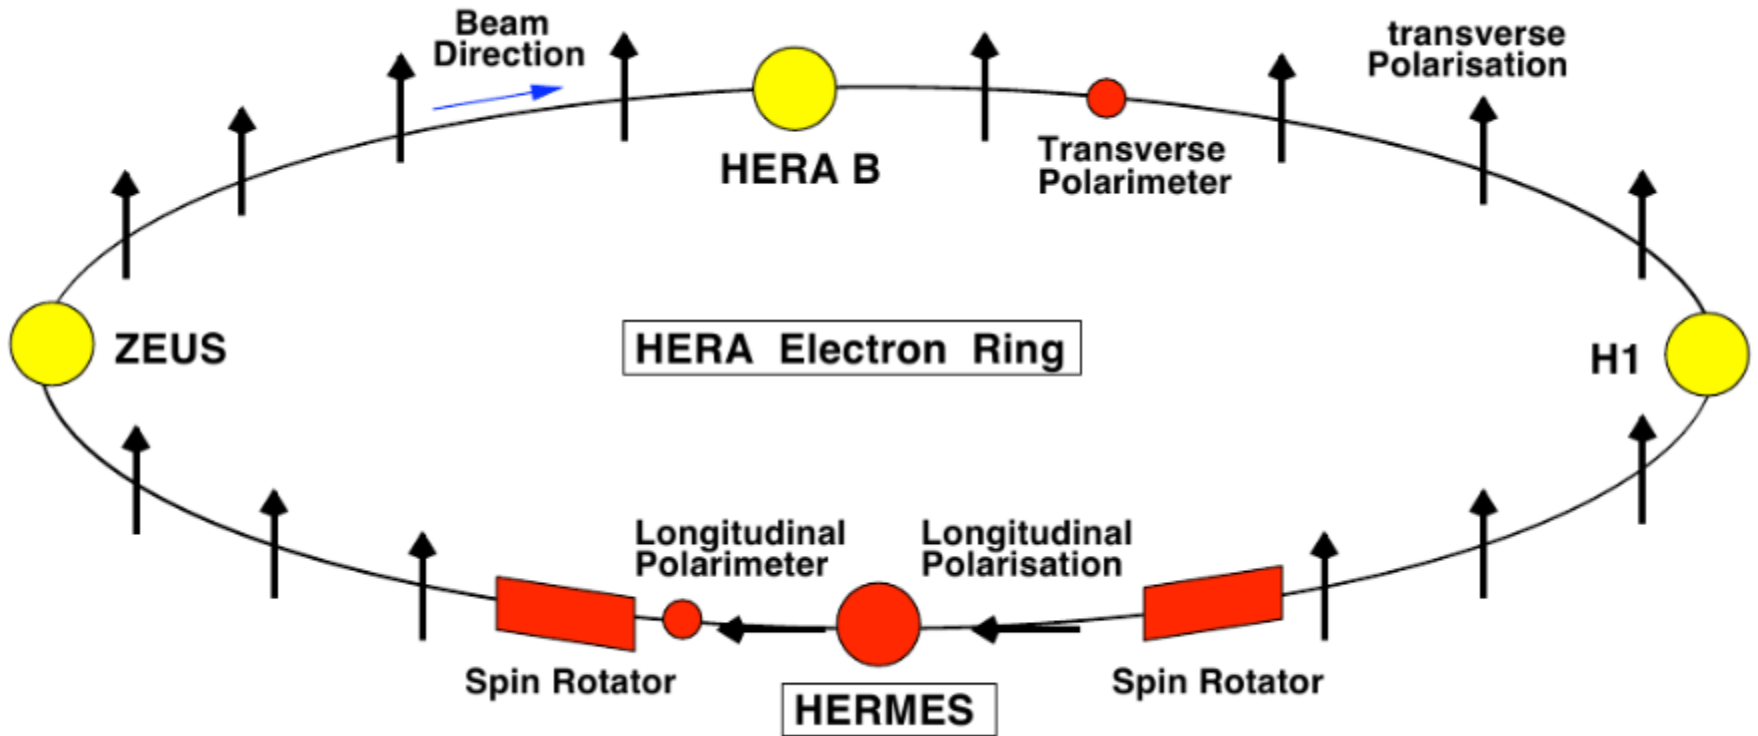 Beam
Direction
transverse
Polarisation
HERA B
Transverse
Polarimeter
ZEUS
HERA Electron Ring
H1
Longitudinal
Polarimeter
Longitudinal
Polarisation
Spin Rotator
Spin Rotator
HERMES